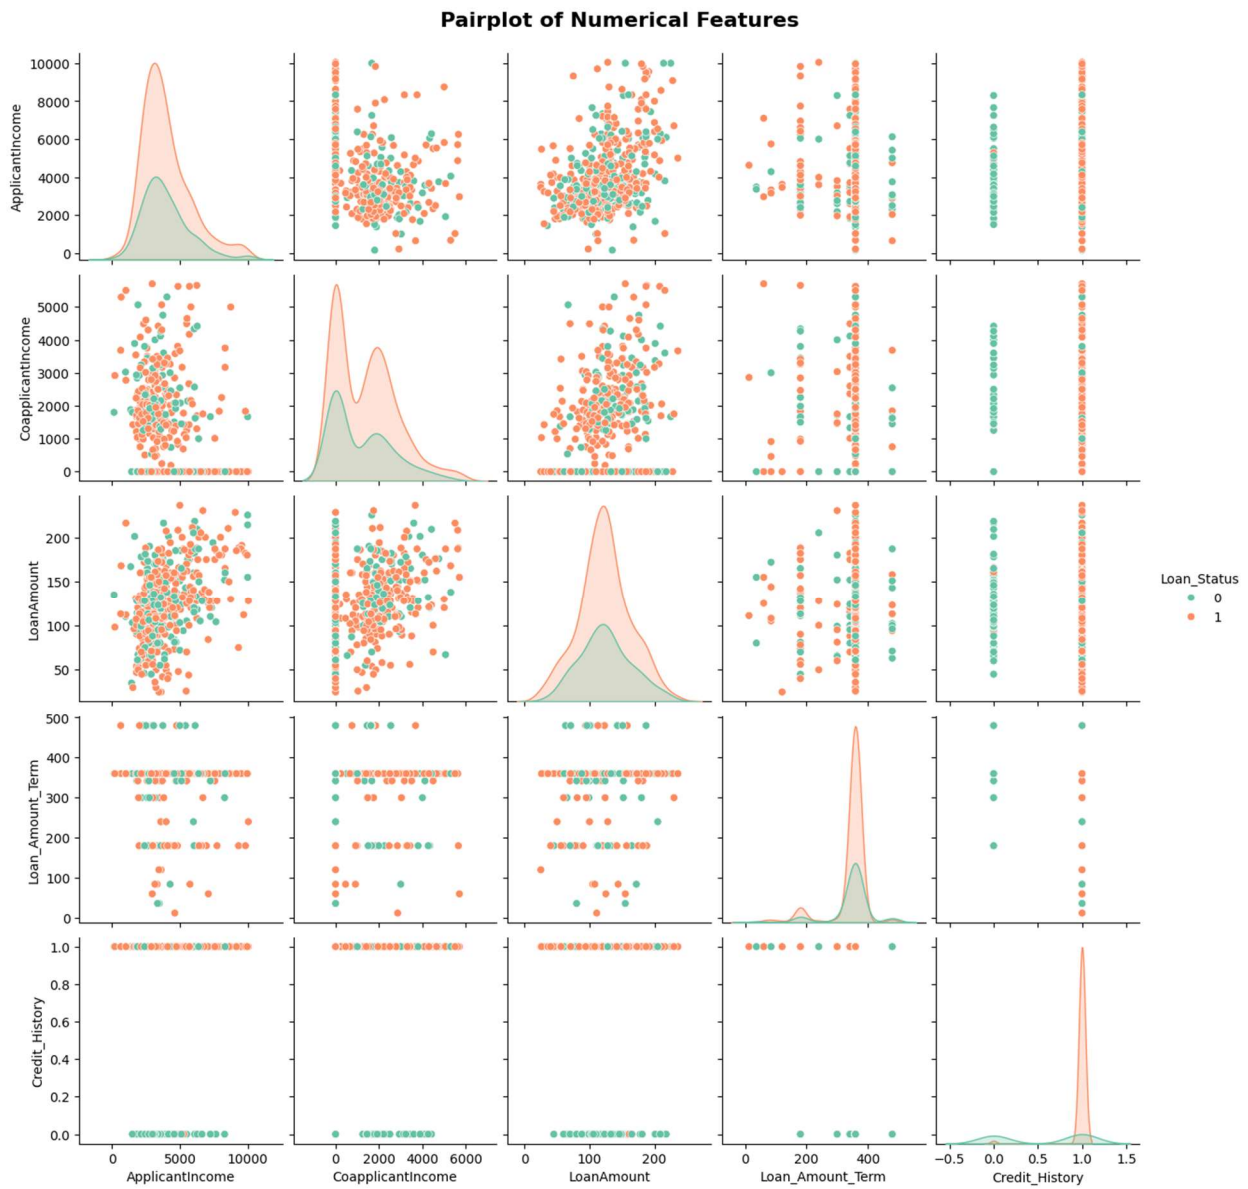 Pairplot of Numerical Features
ApplicantIncome
10000
8000
6000
4000
2000
0
CoapplicantIncome
5000
4000
3000
2000
1000
0
LoanAmount
200
150
100
50
Loan_Status
0
1
Loan_Amount_Term
500
400
300
200
100
0
Credit_History
1.0
0.8
0.6
0.4
0.2
0.0
0 5000 10000
0 2000 4000 6000
0 100 200
0 200 400
−0.5 0.0 0.5 1.0 1.5
ApplicantIncome
CoapplicantIncome
LoanAmount
Loan_Amount_Term
Credit_History